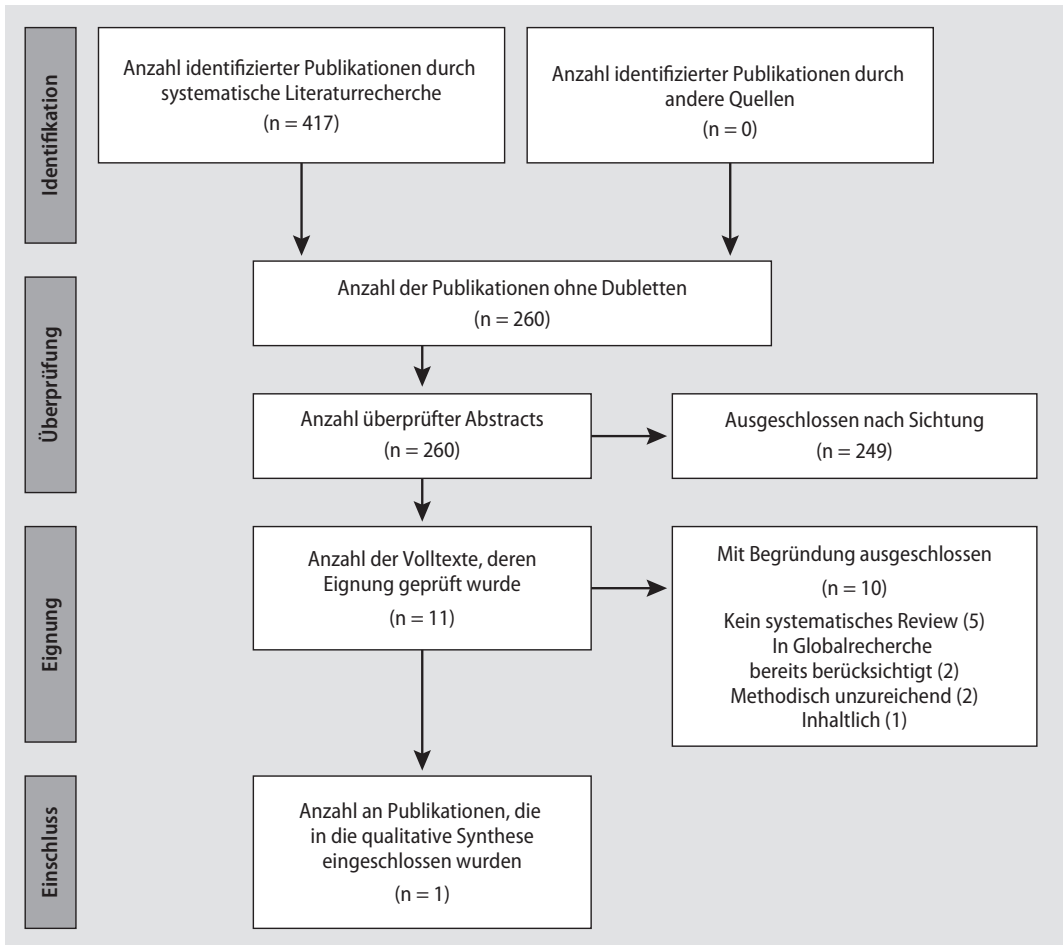 Identifikation
Anzahl identifizierter Publikationen durch
systematische Literaturrecherche
(n = 417)
Anzahl identifizierter Publikationen durch
andere Quellen
(n = 0)
Überprüfung
Anzahl der Publikationen ohne Dubletten
(n = 260)
Anzahl überprüfter Abstracts
(n = 260)
Ausgeschlossen nach Sichtung
(n = 249)
Eignung
Anzahl der Volltexte, deren
Eignung geprüft wurde
(n = 11)
Mit Begründung ausgeschlossen
(n = 10)
Kein systematisches Review (5)
In Globalrecherche
bereits berücksichtigt (2)
Methodisch unzureichend (2)
Inhaltlich (1)
Einschluss
Anzahl an Publikationen, die
in die qualitative Synthese
eingeschlossen wurden
(n = 1)